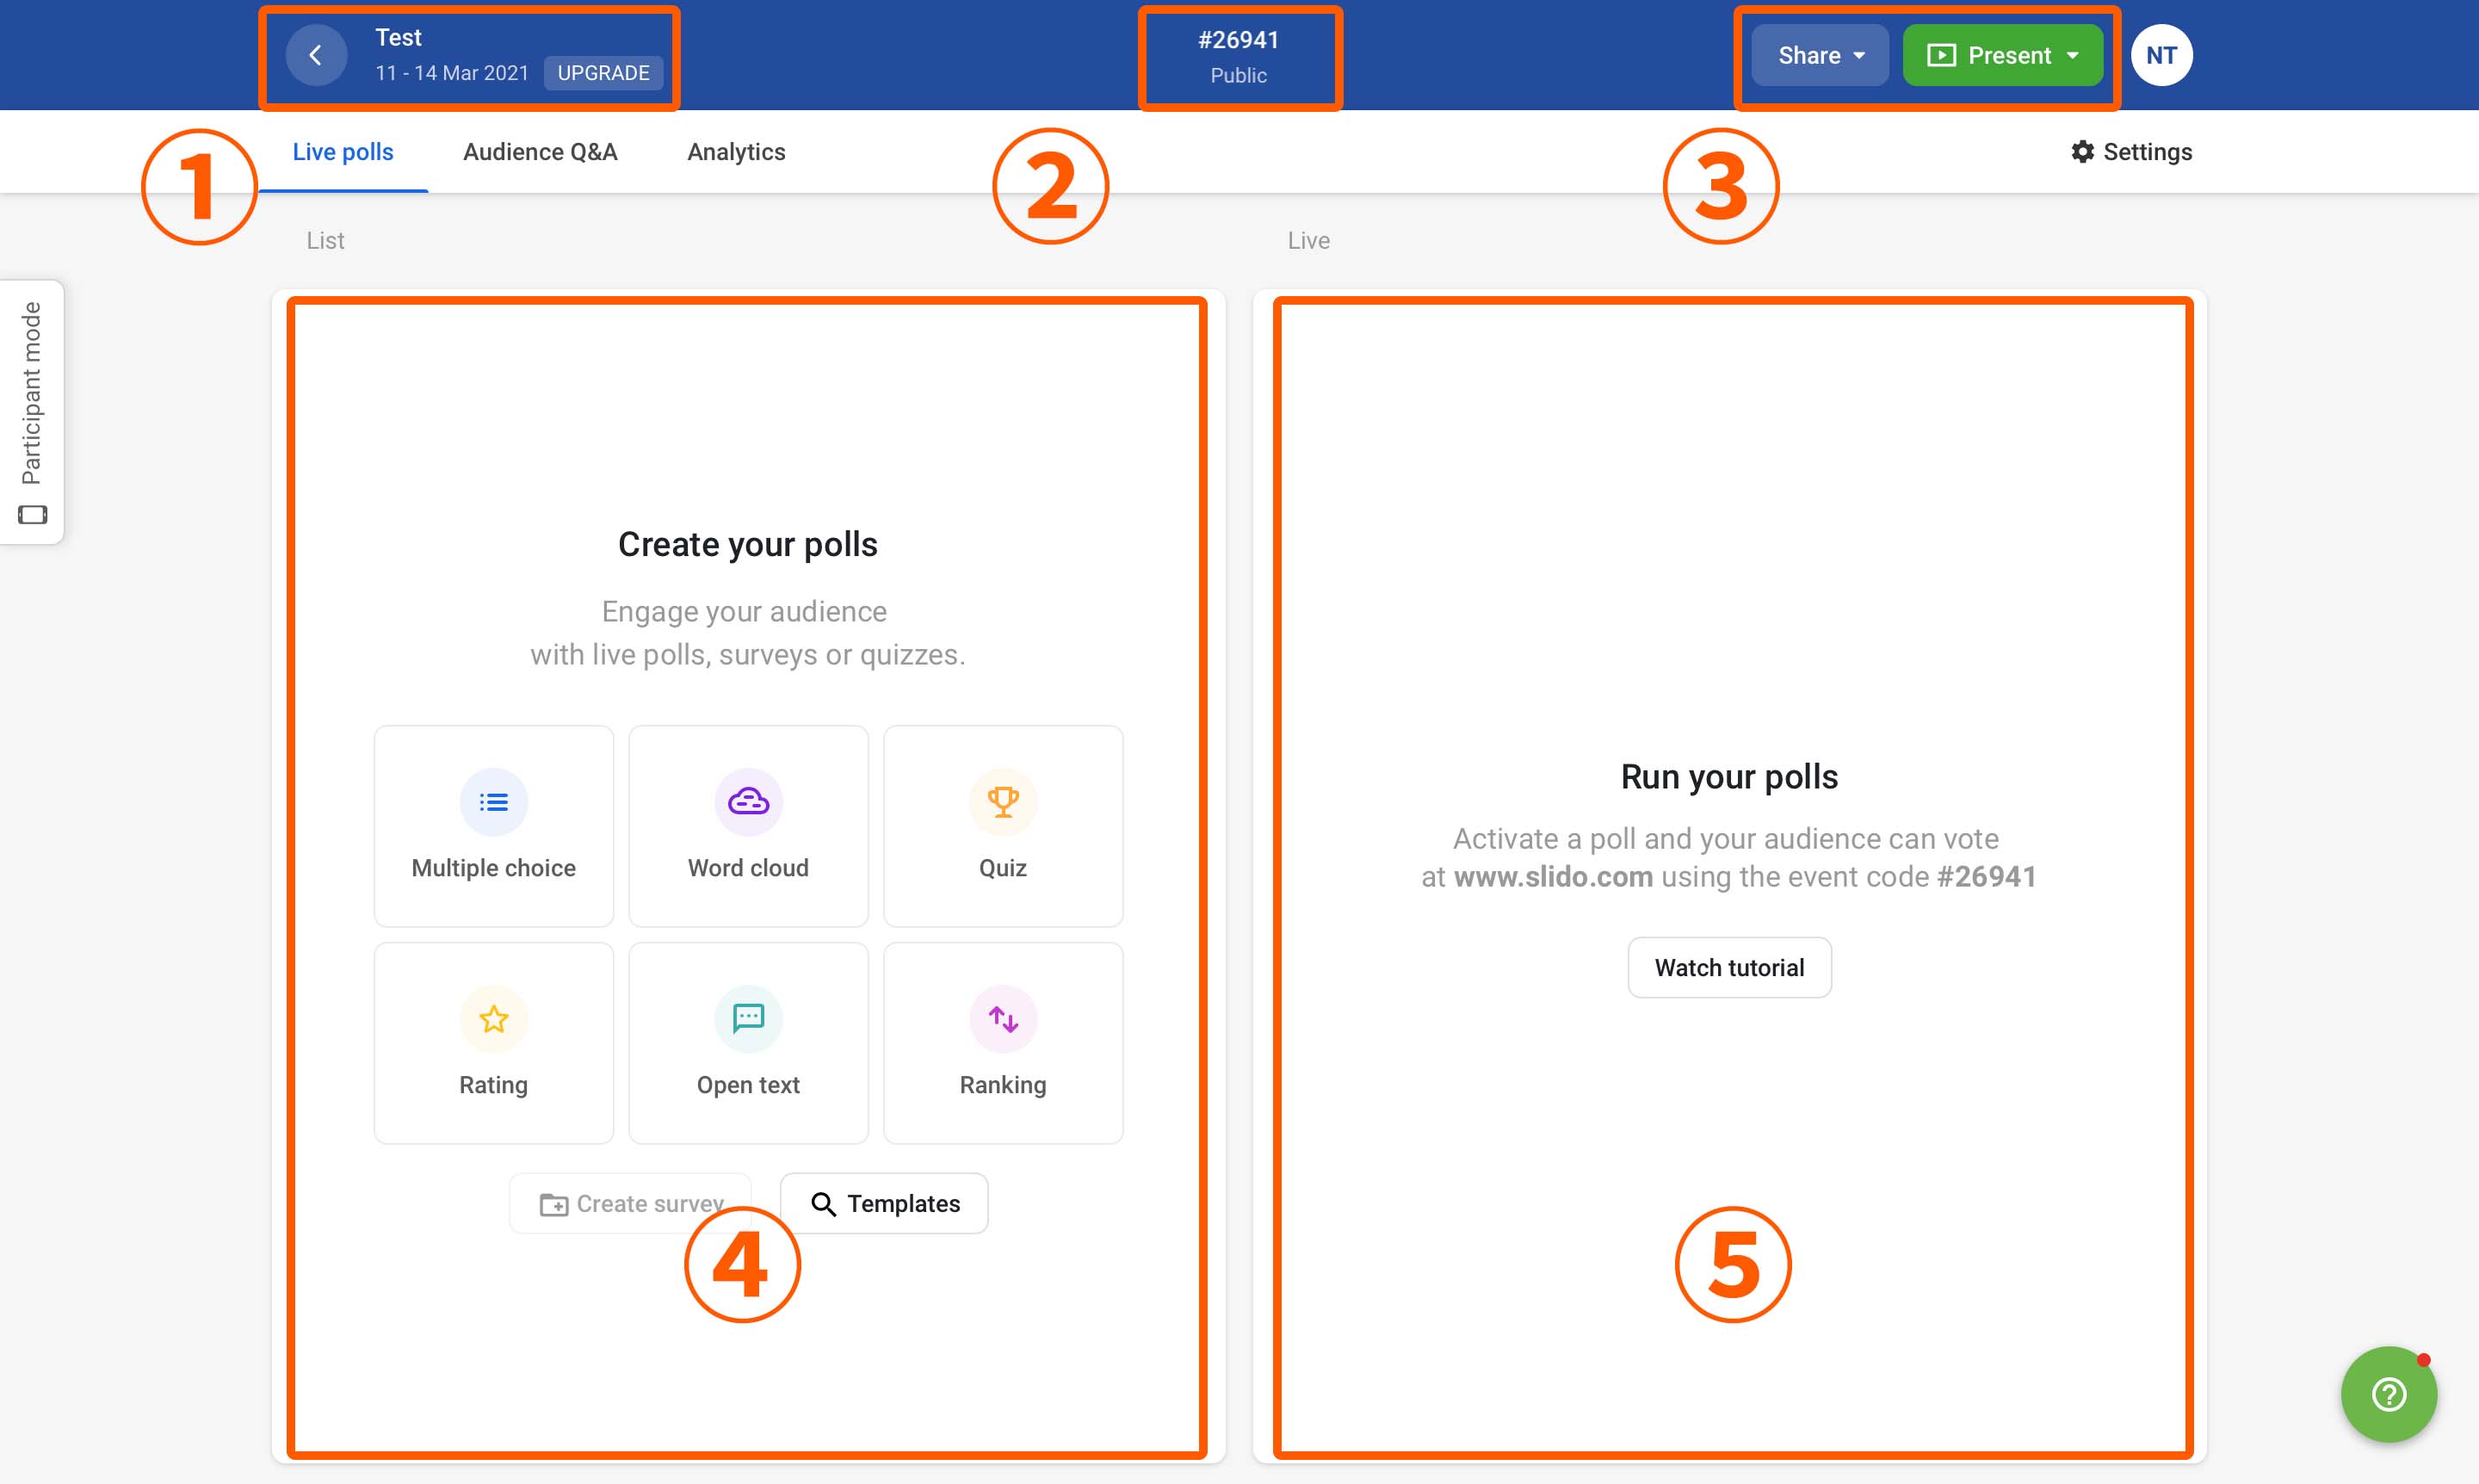 Test
11 - 14 Mar 2021 UPGRADE
#26941
Public
Share
Present
NT
1
Live polls
Audience Q&A
Analytics
2
3
Settings
List
Live
Participant mode
Create your polls
Engage your audience
with live polls, surveys or quizzes.
Multiple choice
Word cloud
Quiz
Rating
Open text
Ranking
Create survey
Templates
4
Run your polls
Activate a poll and your audience can vote
at www.slido.com using the event code #26941
Watch tutorial
5
?